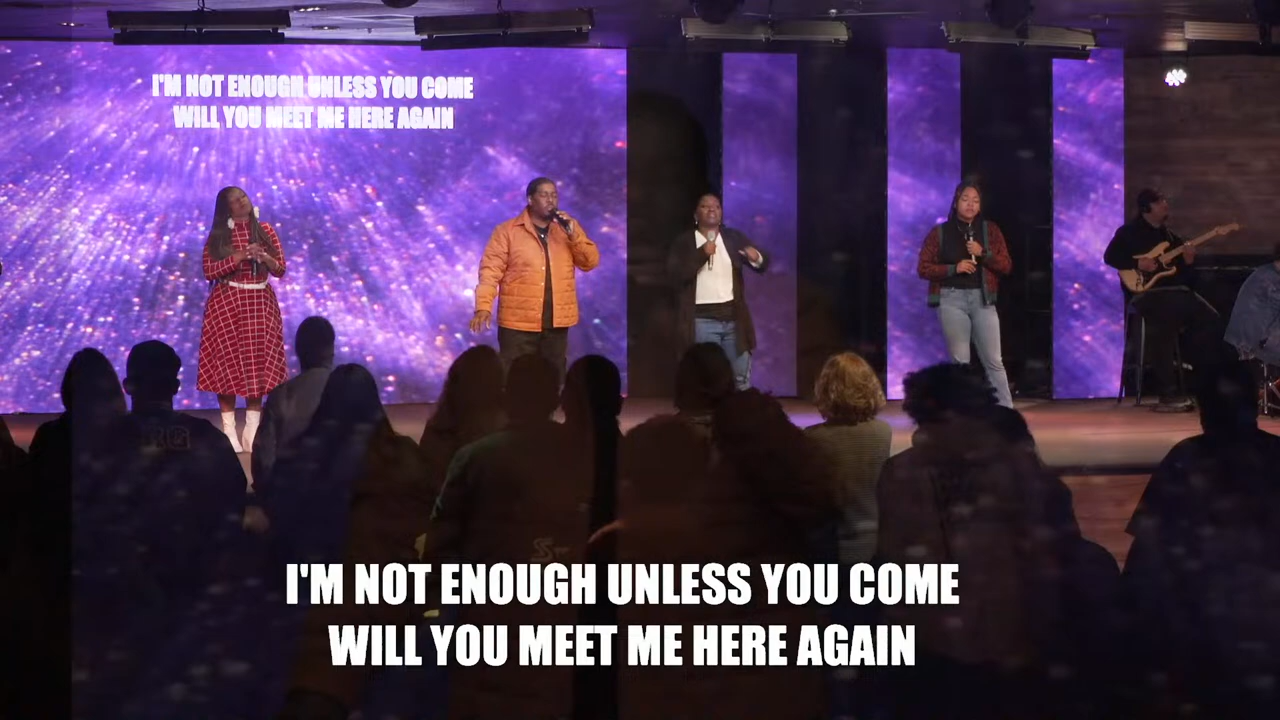 I'M NOT ENOUGH UNLESS YOU COME
WILL YOU MEET ME HERE AGAIN
RG
I'M NOT ENOUGH UNLESS YOU COME
WILL YOU MEET ME HERE AGAIN